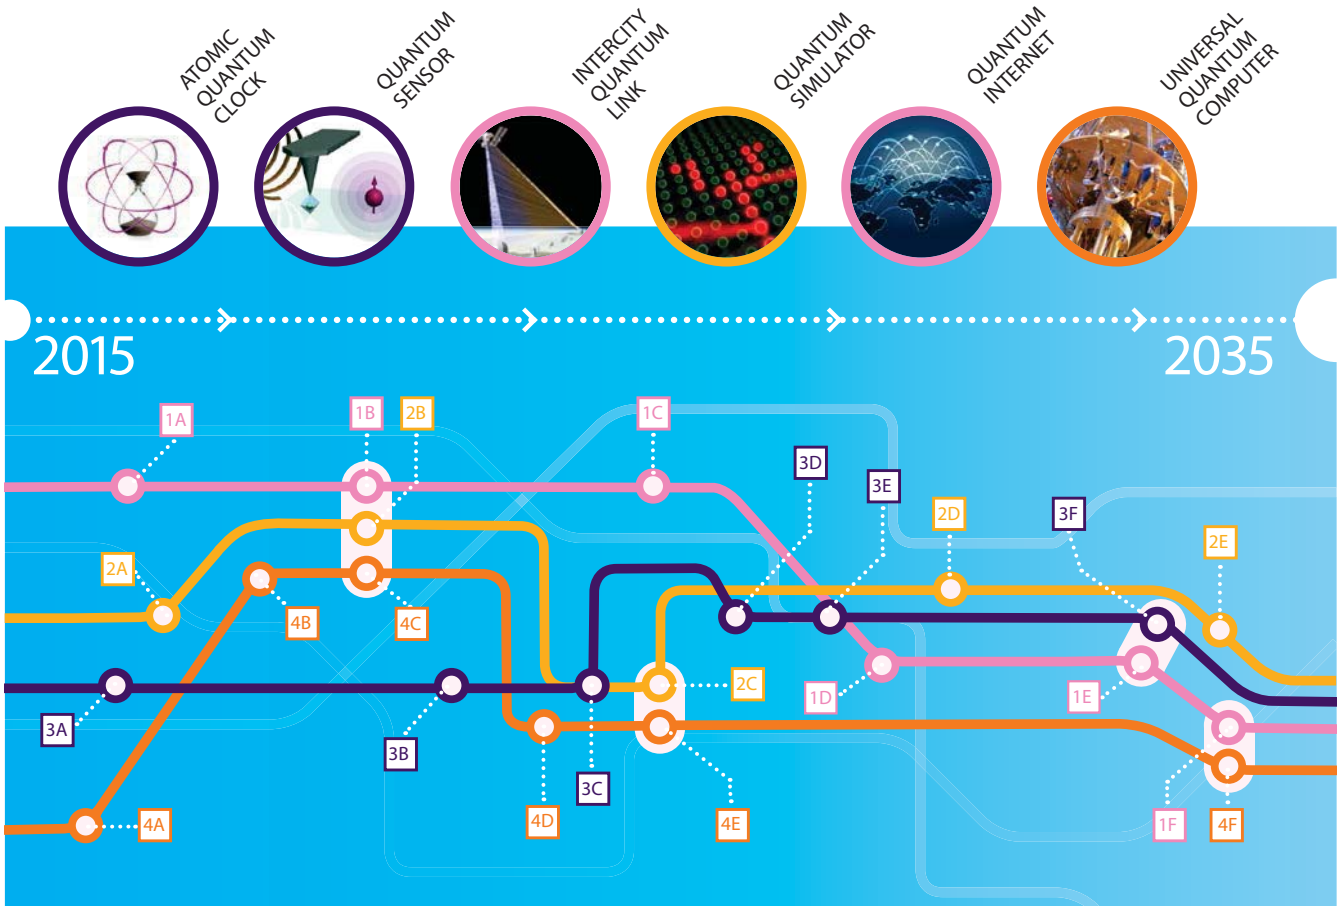 ATOMIC
QUANTUM
CLOCK
QUANTUM
SENSOR
INTERCITY
QUANTUM
LINK
QUANTUM
SIMULATOR
QUANTUM
INTERNET
UNIVERSAL
QUANTUM
COMPUTER
2015
2035
1A
1B
2B
1C
3D
3E
2D
3F
2E
2A
4B
4C
3A
3B
2C
1D
1E
3C
4A
4D
4E
1F
4F